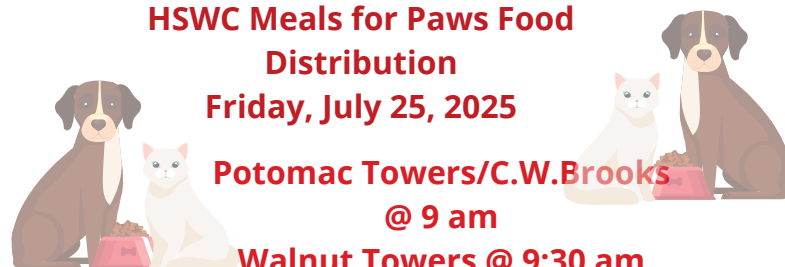 HSWC Meals for Paws Food
Distribution
Friday, July 25, 2025
Potomac Towers/C.W.Brooks
@ 9 am
Walnut Towers @ 9:30 am